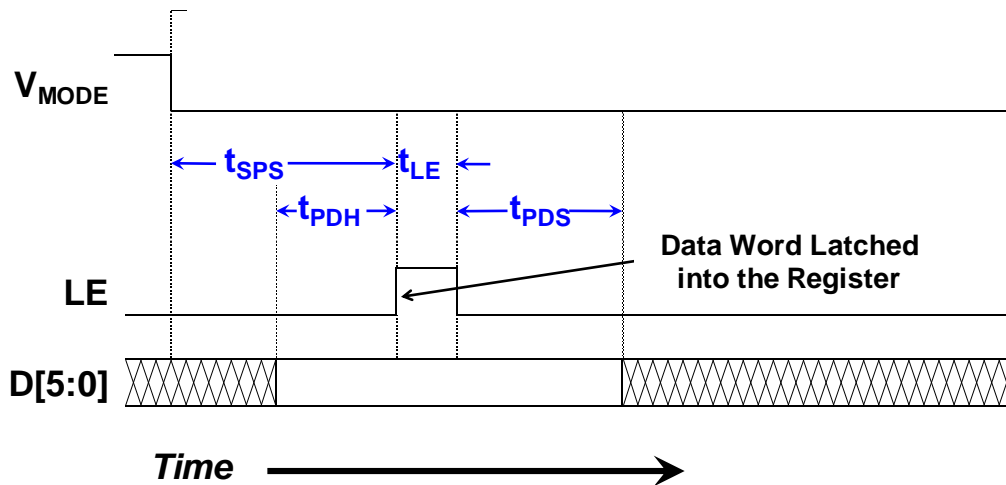 VMODE
tSPS
tLE
tPDH
tPDS
Data Word Latched
into the Register
LE
D[5:0]
Time